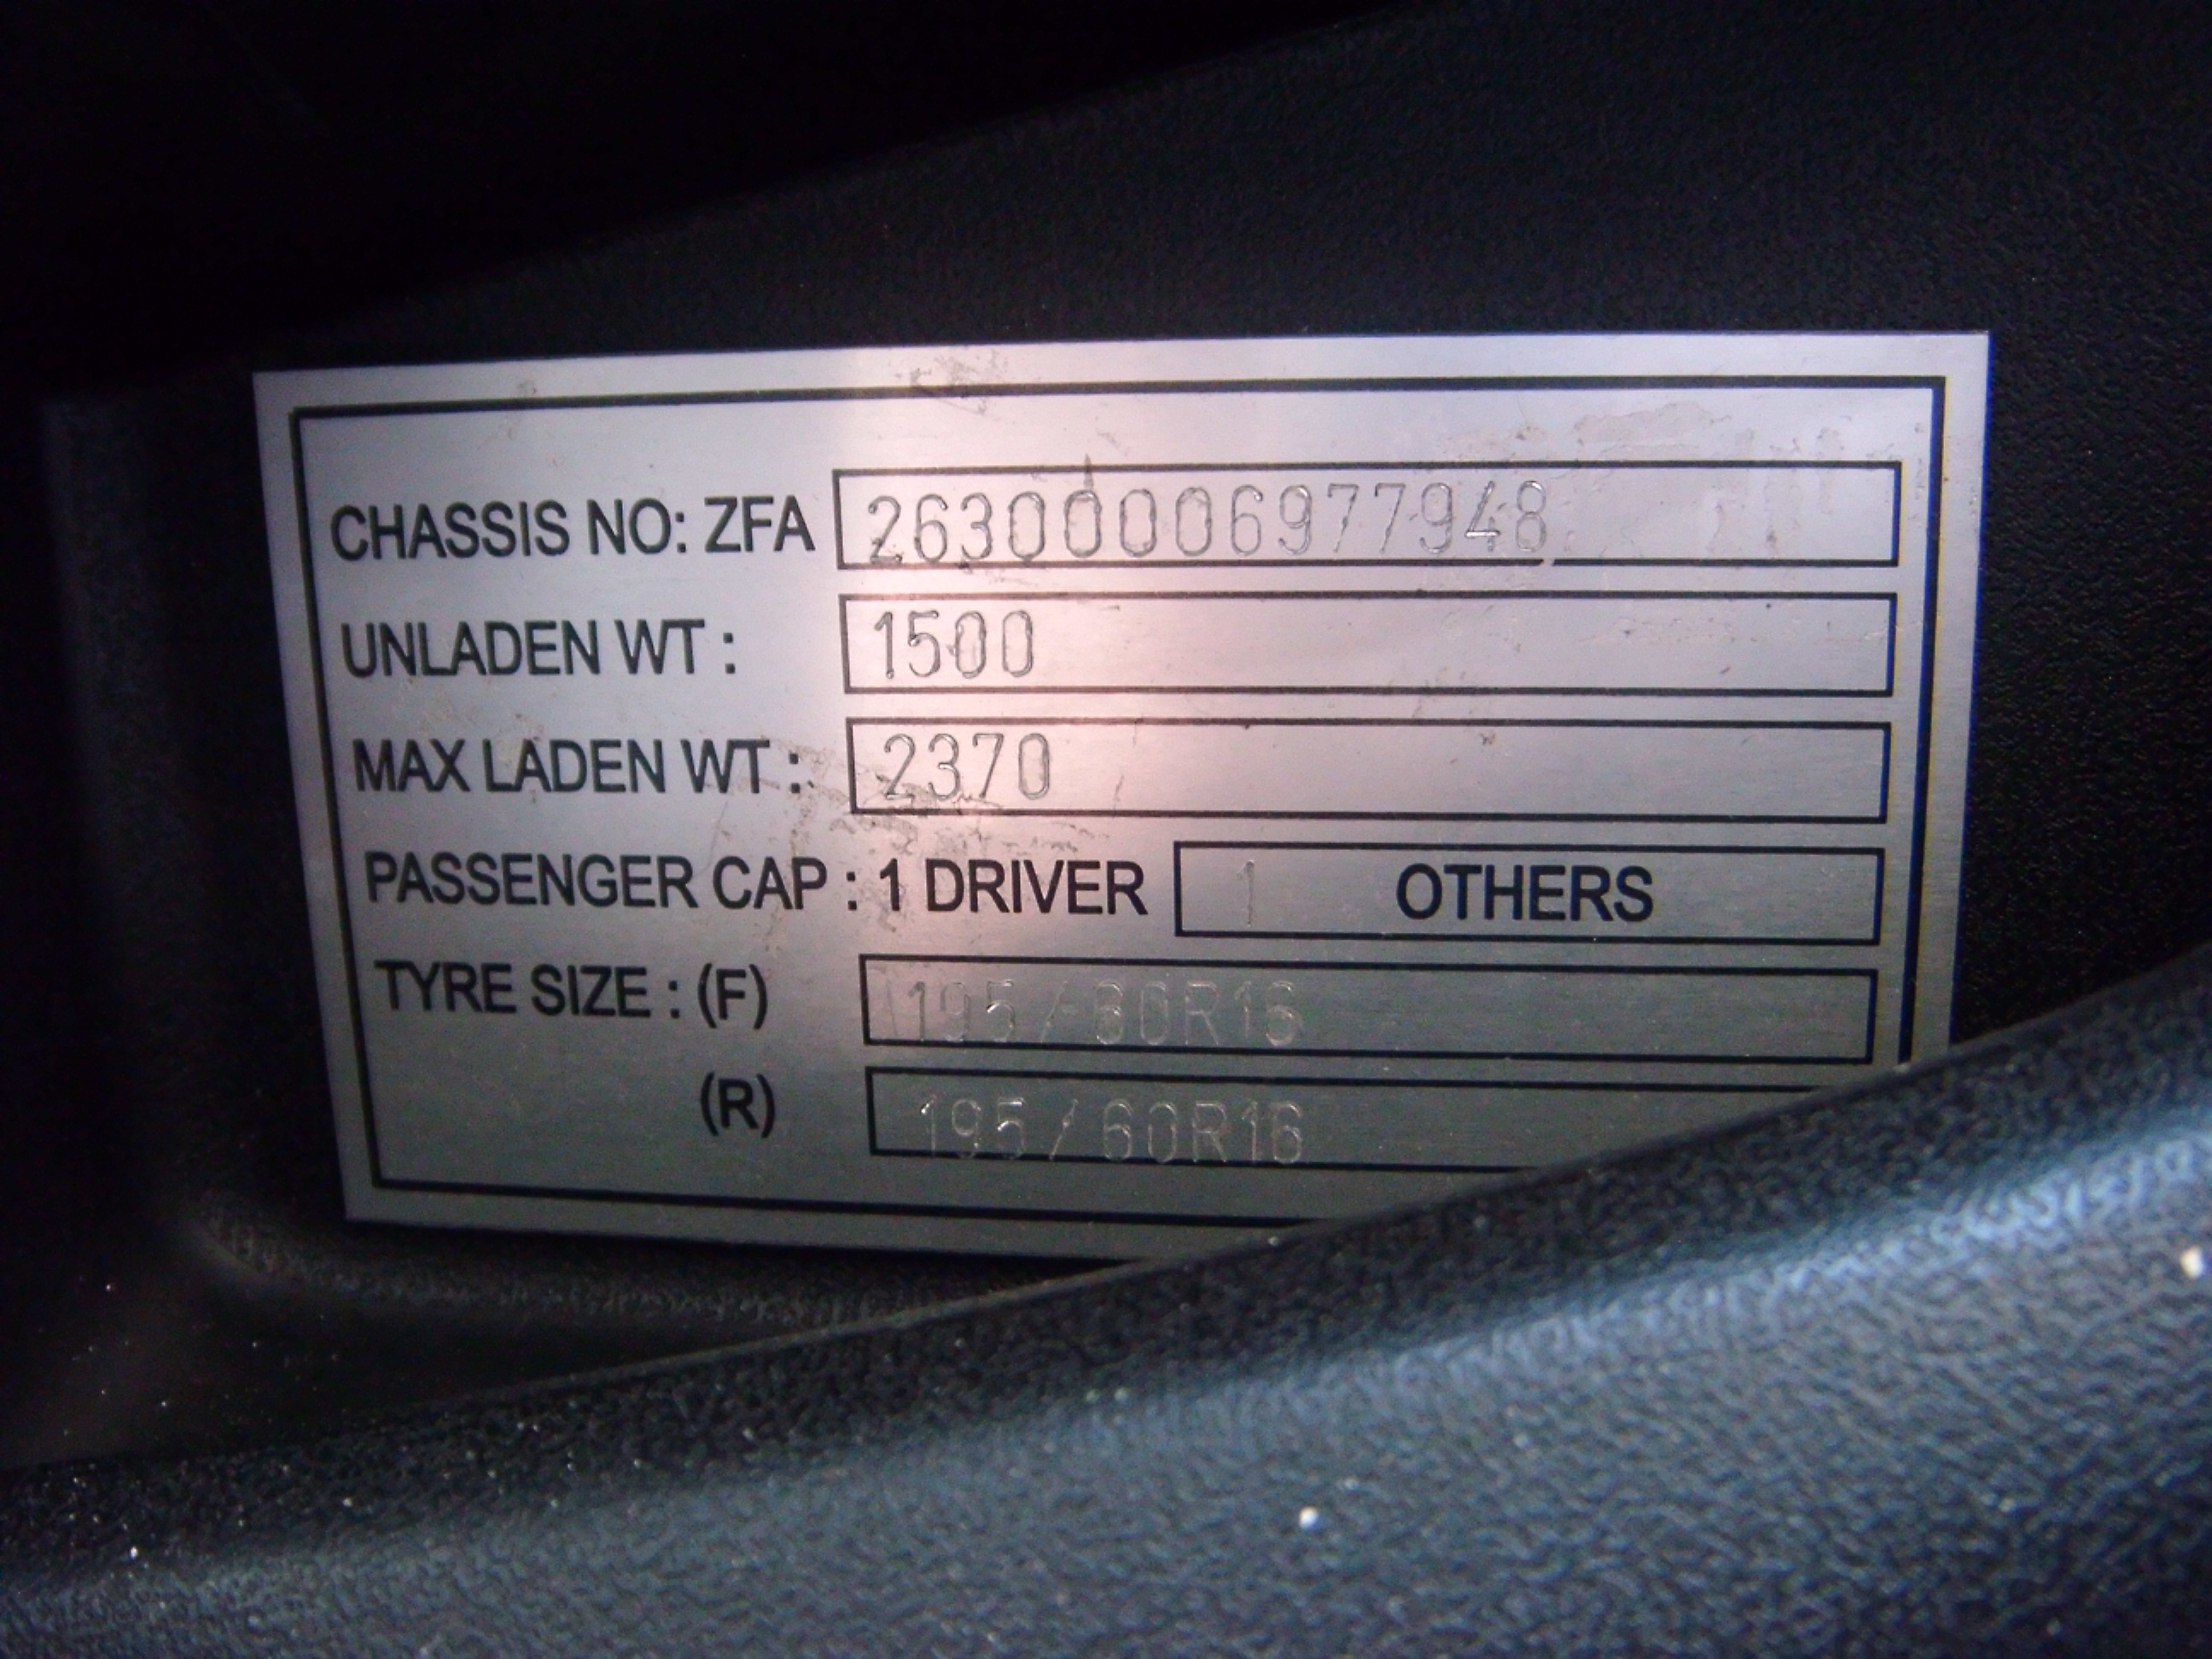 CHASSIS NO: ZFA 26300006977948
UNLADEN WT : 1500
MAX LADEN WT : 2370
PASSENGER CAP : 1 DRIVER 1 OTHERS
TYRE SIZE : (F) 195/60R16
(R) 195/60R16